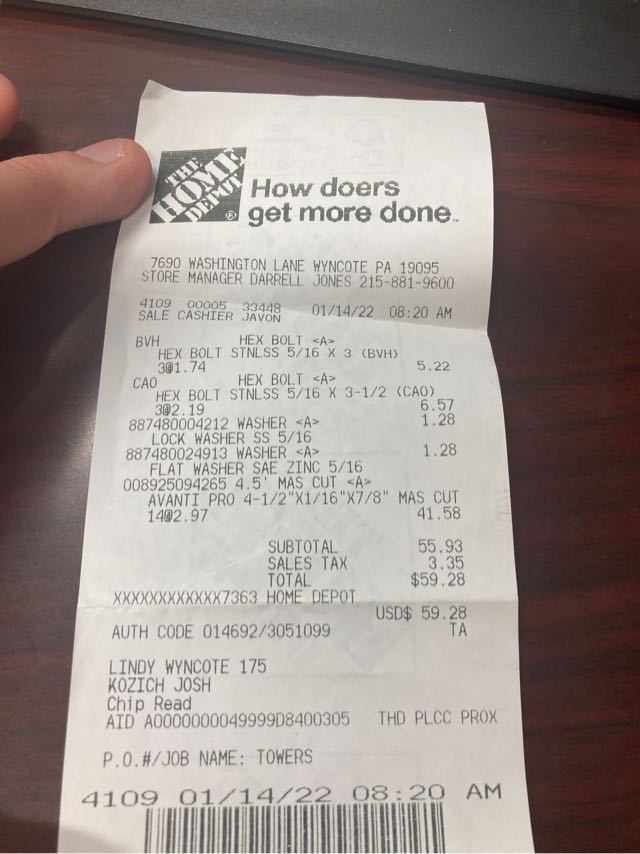 THE
HOME
DEPOT
®
How doers
get more done™
7690 WASHINGTON LANE WYNCOTE PA 19095
STORE MANAGER DARRELL JONES 215-881-9600
4109 00005 33448 01/14/22 08:20 AM
SALE CASHIER JAVON
BVH HEX BOLT <A>
HEX BOLT STNLSS 5/16 X 3 (BVH)
3@1.74 5.22
CAO HEX BOLT <A>
HEX BOLT STNLSS 5/16 X 3-1/2 (CAO)
3@2.19 6.57
887480004212 WASHER <A> 1.28
LOCK WASHER SS 5/16
887480024913 WASHER <A> 1.28
FLAT WASHER SAE ZINC 5/16
008925094265 4.5' MAS CUT <A>
AVANTI PRO 4-1/2"X1/16"X7/8" MAS CUT
14@2.97 41.58
SUBTOTAL 55.93
SALES TAX 3.35
TOTAL $59.28
XXXXXXXXXXXX7363 HOME DEPOT
USD$ 59.28
AUTH CODE 014692/3051099 TA
LINDY WYNCOTE 175
KOZICH JOSH
Chip Read
AID A0000000049999D8400305 THD PLCC PROX
P.O.#/JOB NAME: TOWERS
4109 01/14/22 08:20 AM